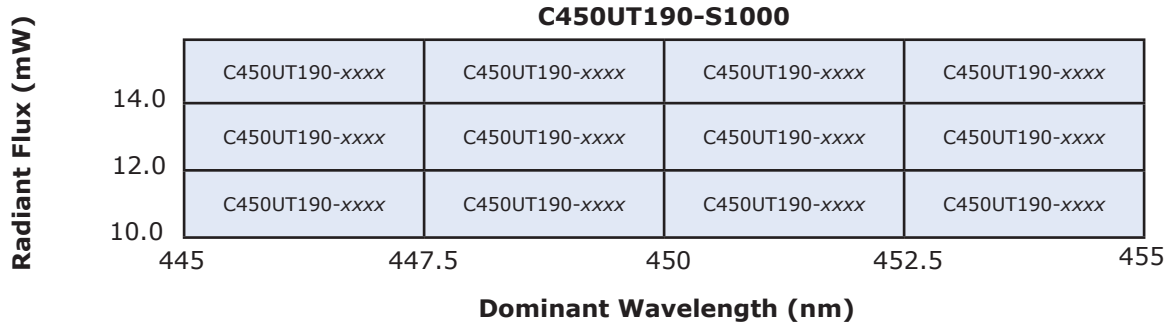 C450UT190-S1000
Radiant Flux (mW)
C450UT190-xxxx C450UT190-xxxx C450UT190-xxxx C450UT190-xxxx
14.0
C450UT190-xxxx C450UT190-xxxx C450UT190-xxxx C450UT190-xxxx
12.0
C450UT190-xxxx C450UT190-xxxx C450UT190-xxxx C450UT190-xxxx
10.0
445 447.5 450 452.5 455
Dominant Wavelength (nm)